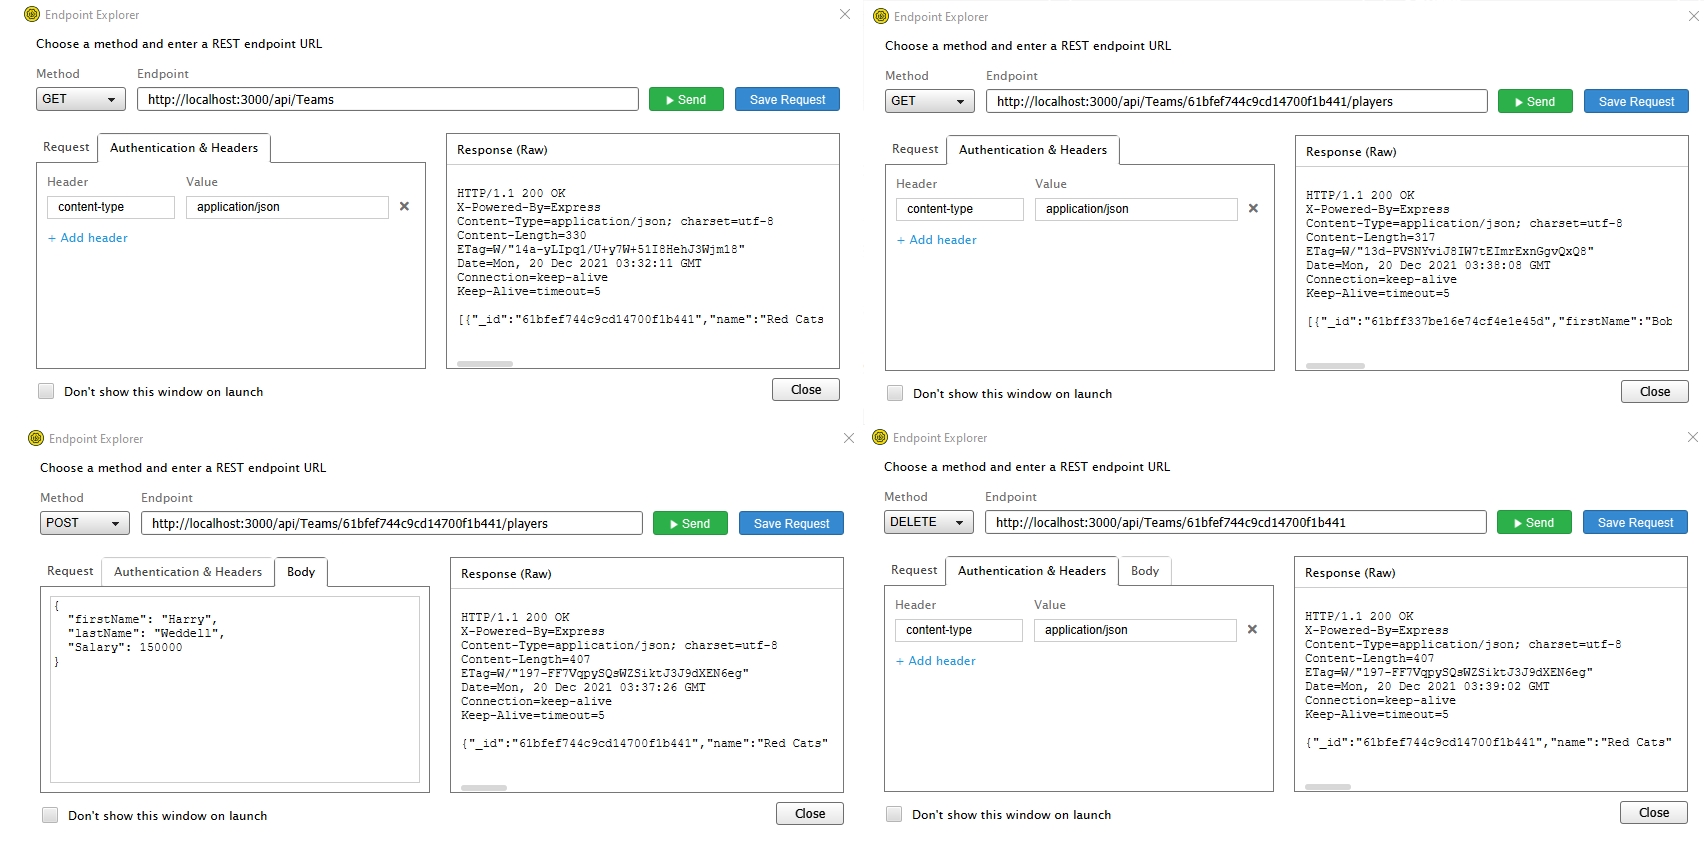 Endpoint Explorer
Choose a method and enter a REST endpoint URL
Method Endpoint
GET http://localhost:3000/api/Teams Send Save Request
Request Authentication & Headers
Header Value
content-type application/json
+ Add header
Response (Raw)
HTTP/1.1 200 OK
X-Powered-By=Express
Content-Type=application/json; charset=utf-8
Content-Length=330
ETag=W/"14a-yLIpq1/U+y7W+51I8HehJ3Wjm18"
Date=Mon, 20 Dec 2021 03:32:11 GMT
Connection=keep-alive
Keep-Alive=timeout=5
[{"_id":"61bfef744c9cd14700f1b441","name":"Red Cats
Don't show this window on launch
Close
Endpoint Explorer
Choose a method and enter a REST endpoint URL
Method Endpoint
GET http://localhost:3000/api/Teams/61bfef744c9cd14700f1b441/players Send Save Request
Request Authentication & Headers
Header Value
content-type application/json
+ Add header
Response (Raw)
HTTP/1.1 200 OK
X-Powered-By=Express
Content-Type=application/json; charset=utf-8
Content-Length=317
ETag=W/"13d-PVSNYviJ8IW7tEImrExnGgvQxQ8"
Date=Mon, 20 Dec 2021 03:38:08 GMT
Connection=keep-alive
Keep-Alive=timeout=5
[{"_id":"61bff337be16e74cf4e1e45d","firstName":"Bob
Don't show this window on launch
Close
Endpoint Explorer
Choose a method and enter a REST endpoint URL
Method Endpoint
POST http://localhost:3000/api/Teams/61bfef744c9cd14700f1b441/players Send Save Request
Request Authentication & Headers Body
{
"firstName": "Harry",
"lastName": "Weddell",
"Salary": 150000
}
Response (Raw)
HTTP/1.1 200 OK
X-Powered-By=Express
Content-Type=application/json; charset=utf-8
Content-Length=407
ETag=W/"197-FF7VqpySQsWZSiktJ3J9dXEN6eg"
Date=Mon, 20 Dec 2021 03:37:26 GMT
Connection=keep-alive
Keep-Alive=timeout=5
{"_id":"61bfef744c9cd14700f1b441","name":"Red Cats"
Don't show this window on launch
Close
Endpoint Explorer
Choose a method and enter a REST endpoint URL
Method Endpoint
DELETE http://localhost:3000/api/Teams/61bfef744c9cd14700f1b441 Send Save Request
Request Authentication & Headers Body
Header Value
content-type application/json
+ Add header
Response (Raw)
HTTP/1.1 200 OK
X-Powered-By=Express
Content-Type=application/json; charset=utf-8
Content-Length=407
ETag=W/"197-FF7VqpySQsWZSiktJ3J9dXEN6eg"
Date=Mon, 20 Dec 2021 03:39:02 GMT
Connection=keep-alive
Keep-Alive=timeout=5
{"_id":"61bfef744c9cd14700f1b441","name":"Red Cats"
Don't show this window on launch
Close